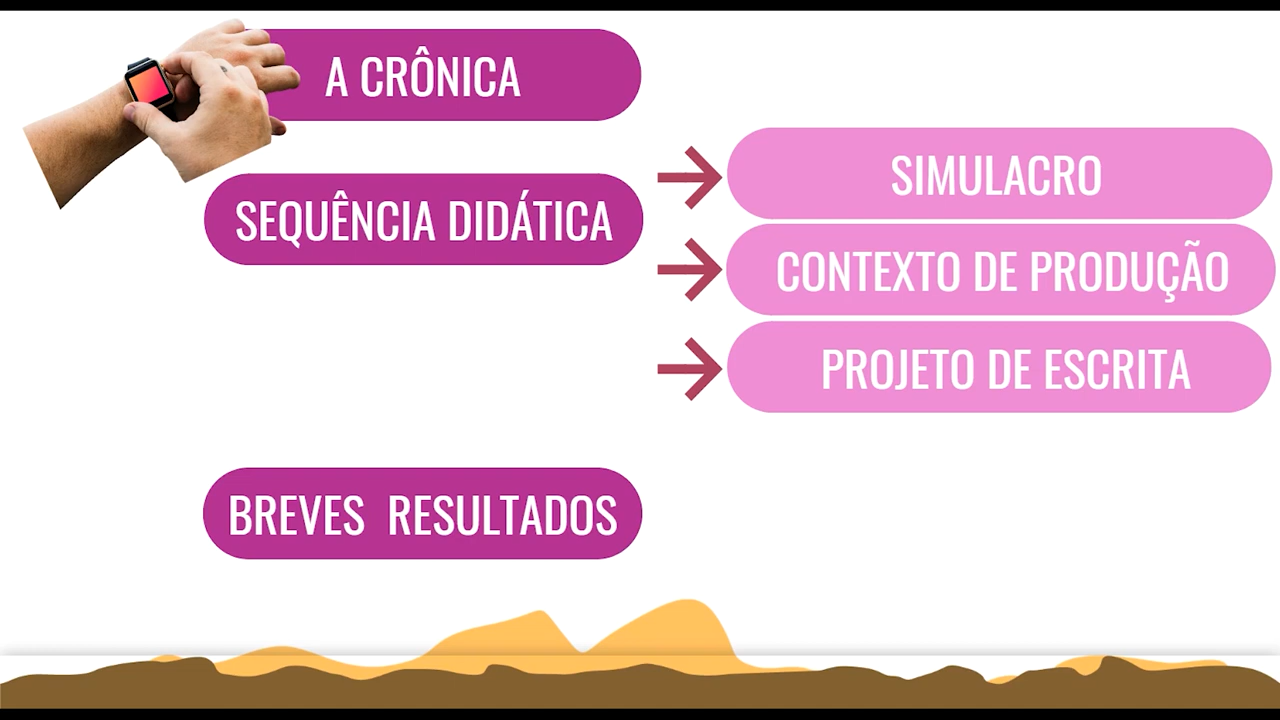 A CRÔNICA
SEQUÊNCIA DIDÁTICA
SIMULACRO
CONTEXTO DE PRODUÇÃO
PROJETO DE ESCRITA
BREVES RESULTADOS